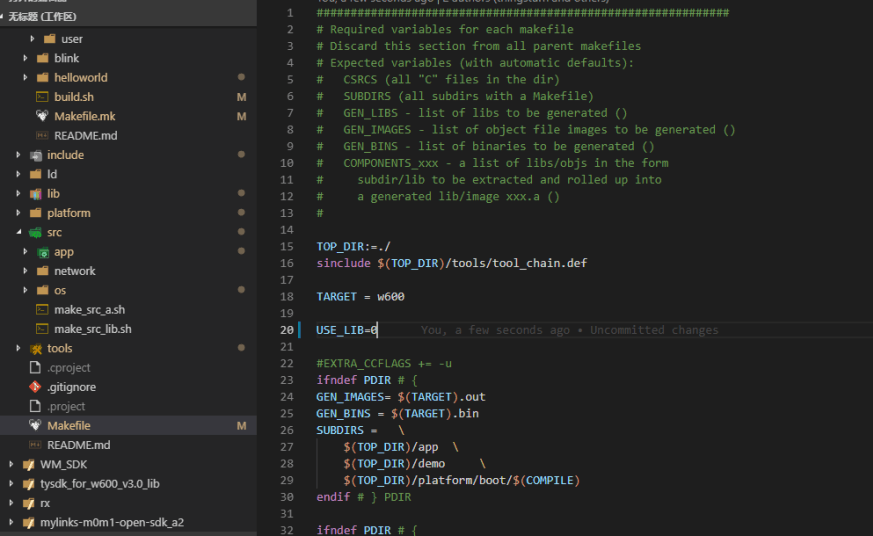 无标题 (工作区)
user
blink
helloworld
build.sh M
Makefile.mk M
README.md
include
ld
lib
platform
src
app
network
os
make_src_a.sh
make_src_lib.sh
tools
.cproject
.gitignore
.project
Makefile M
README.md
WM_SDK
tysdk_for_w600_v3.0_lib
rx
mylinks-m0m1-open-sdk_a2
1 #############################################################
2 # Required variables for each makefile
3 # Discard this section from all parent makefiles
4 # Expected variables (with automatic defaults):
5 #   CSRCS (all "C" files in the dir)
6 #   SUBDIRS (all subdirs with a Makefile)
7 #   GEN_LIBS - list of libs to be generated ()
8 #   GEN_IMAGES - list of object file images to be generated ()
9 #   GEN_BINS - list of binaries to be generated ()
10 #   COMPONENTS_xxx - a list of libs/objs in the form
11 #     subdir/lib to be extracted and rolled up into
12 #     a generated lib/image xxx.a ()
13 #
14
15 TOP_DIR:=./
16 sinclude $(TOP_DIR)/tools/tool_chain.def
17
18 TARGET = w600
19
20 USE_LIB=0 You, a few seconds ago • Uncommitted changes
21
22 #EXTRA_CCFLAGS += -u
23 ifndef PDIR # {
24 GEN_IMAGES= $(TARGET).out
25 GEN_BINS = $(TARGET).bin
26 SUBDIRS =   \
27     $(TOP_DIR)/app  \
28     $(TOP_DIR)/demo     \
29     $(TOP_DIR)/platform/boot/$(COMPILE)
30 endif # } PDIR
31
32 ifndef PDIR # {